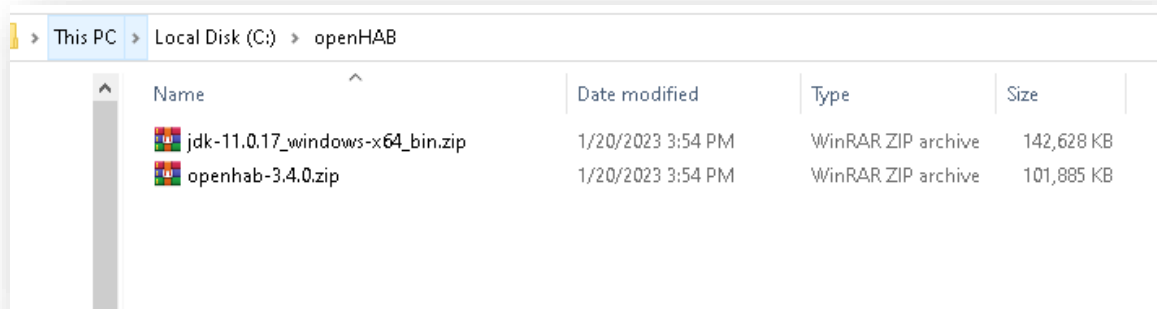 This PC > Local Disk (C:) > openHAB
Name Date modified Type Size
jdk-11.0.17_windows-x64_bin.zip 1/20/2023 3:54 PM WinRAR ZIP archive 142,628 KB
openhab-3.4.0.zip 1/20/2023 3:54 PM WinRAR ZIP archive 101,885 KB